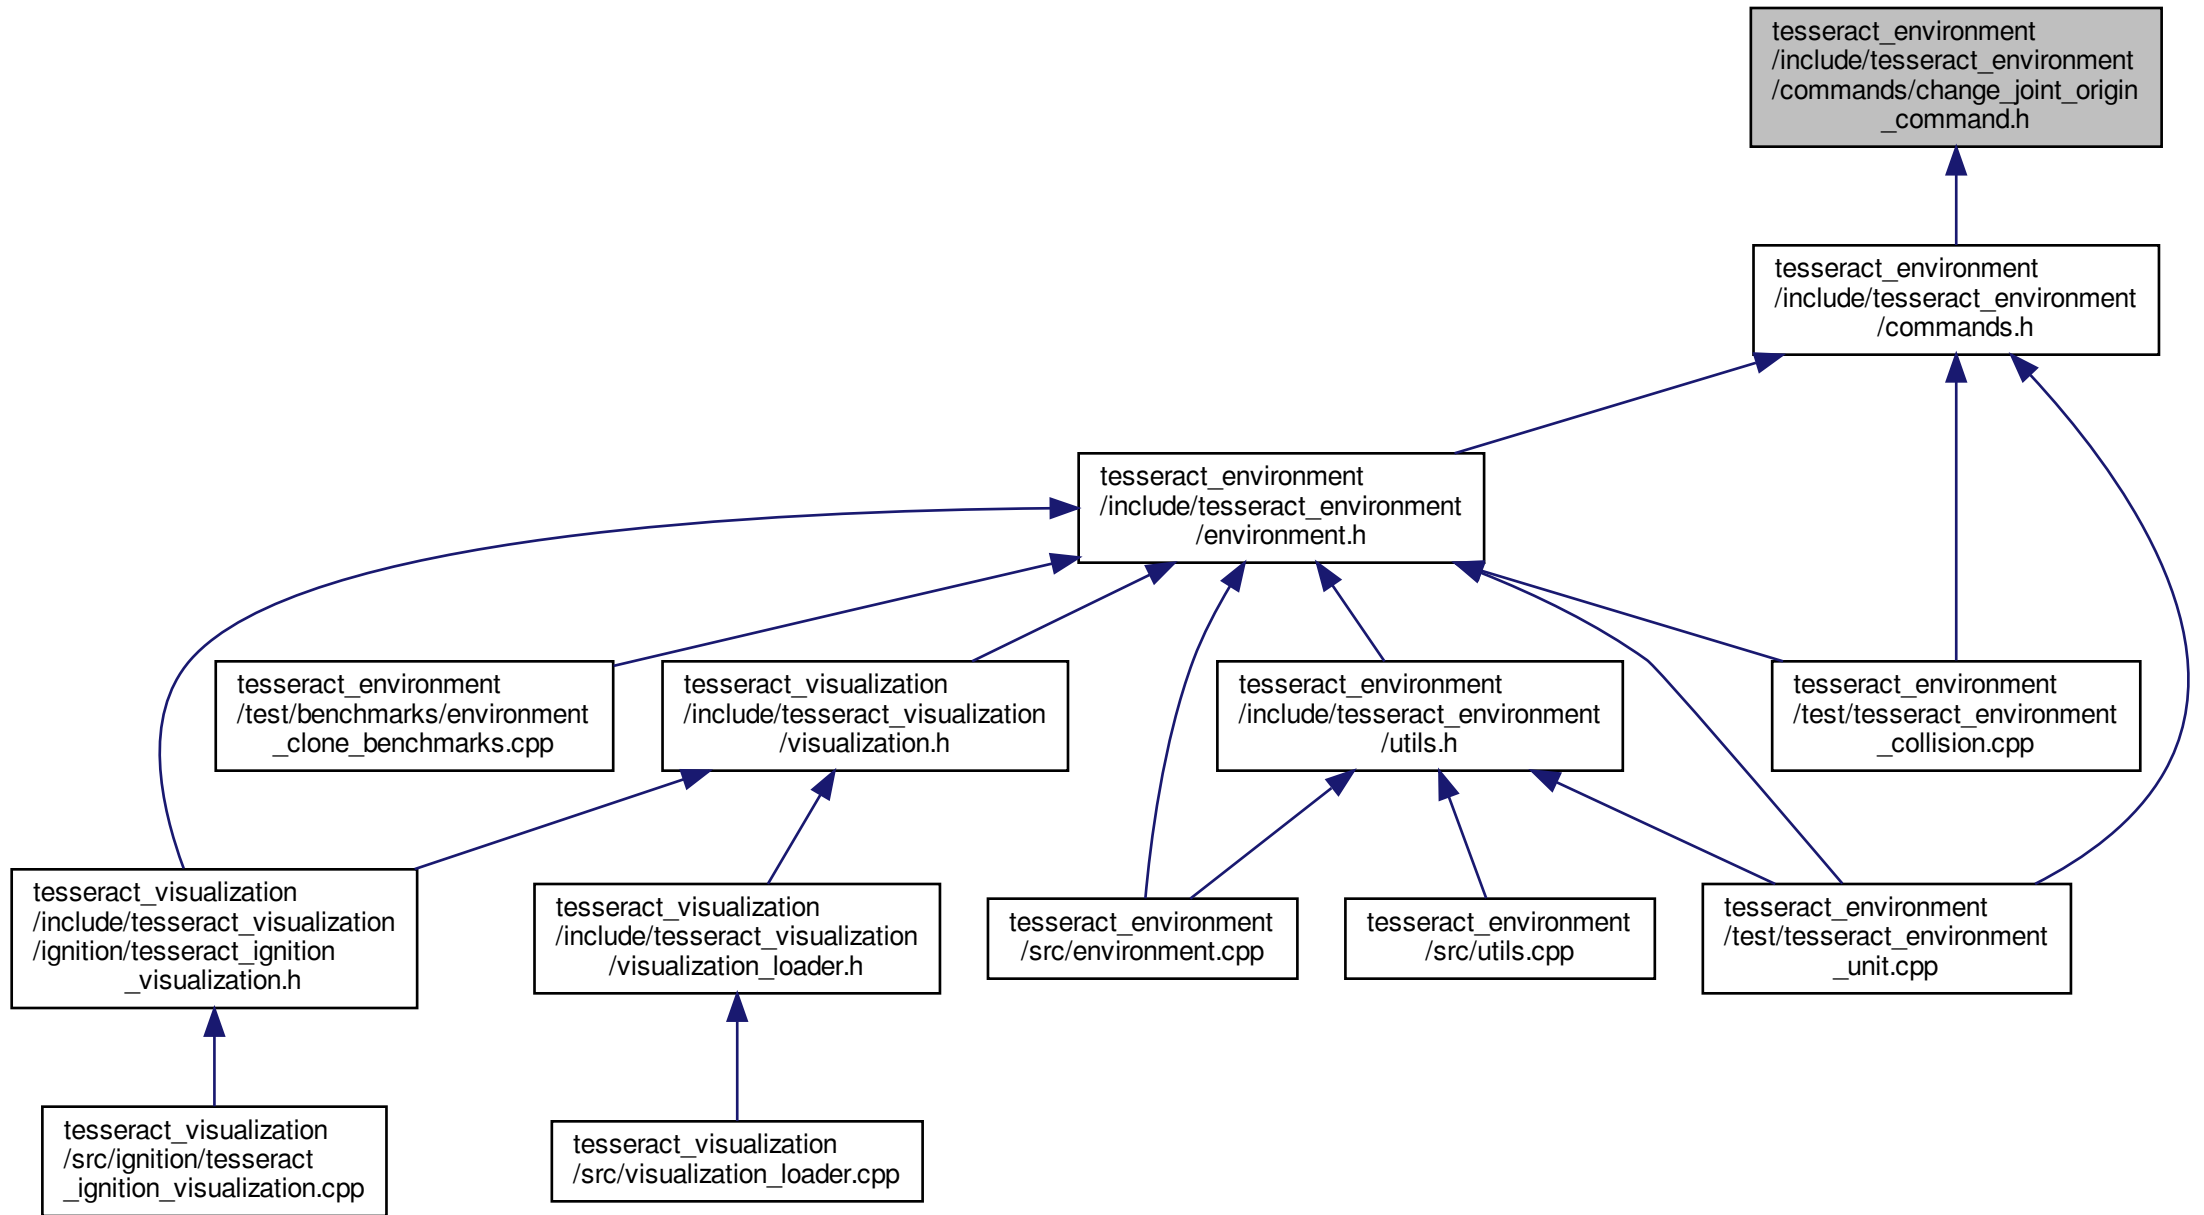 tesseract_environment
/include/tesseract_environment
/commands/change_joint_origin
_command.h
tesseract_environment
/include/tesseract_environment
/commands.h
tesseract_environment
/include/tesseract_environment
/environment.h
tesseract_environment
/test/benchmarks/environment
_clone_benchmarks.cpp
tesseract_visualization
/include/tesseract_visualization
/visualization.h
tesseract_environment
/include/tesseract_environment
/utils.h
tesseract_environment
/test/tesseract_environment
_collision.cpp
tesseract_visualization
/include/tesseract_visualization
/ignition/tesseract_ignition
_visualization.h
tesseract_visualization
/include/tesseract_visualization
/visualization_loader.h
tesseract_environment
/src/environment.cpp
tesseract_environment
/src/utils.cpp
tesseract_environment
/test/tesseract_environment
_unit.cpp
tesseract_visualization
/src/ignition/tesseract
_ignition_visualization.cpp
tesseract_visualization
/src/visualization_loader.cpp